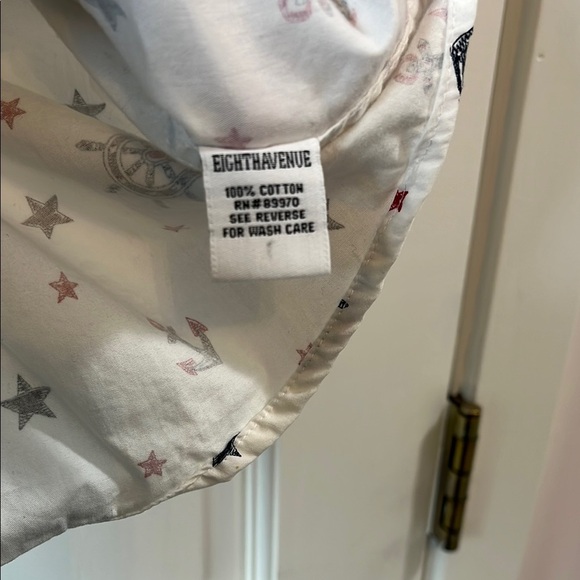 EIGHTHAVENUE
100% COTTON
RN# 89970
SEE REVERSE
FOR WASH CARE